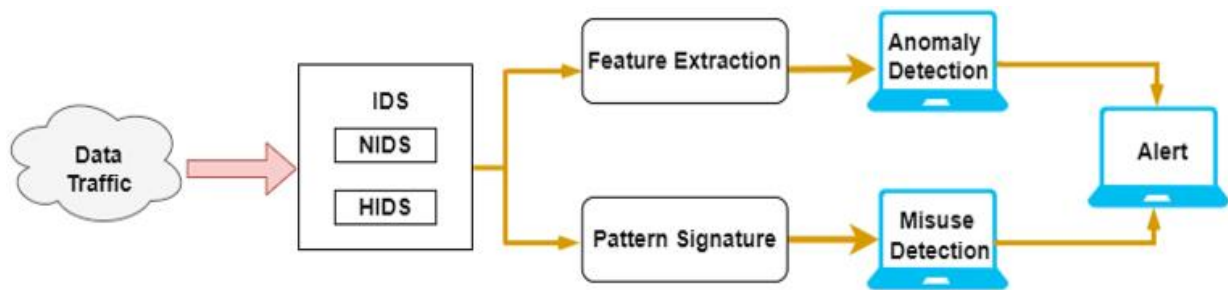 Data
Traffic
IDS
NIDS
HIDS
Feature Extraction
Pattern Signature
Anomaly
Detection
Misuse
Detection
Alert